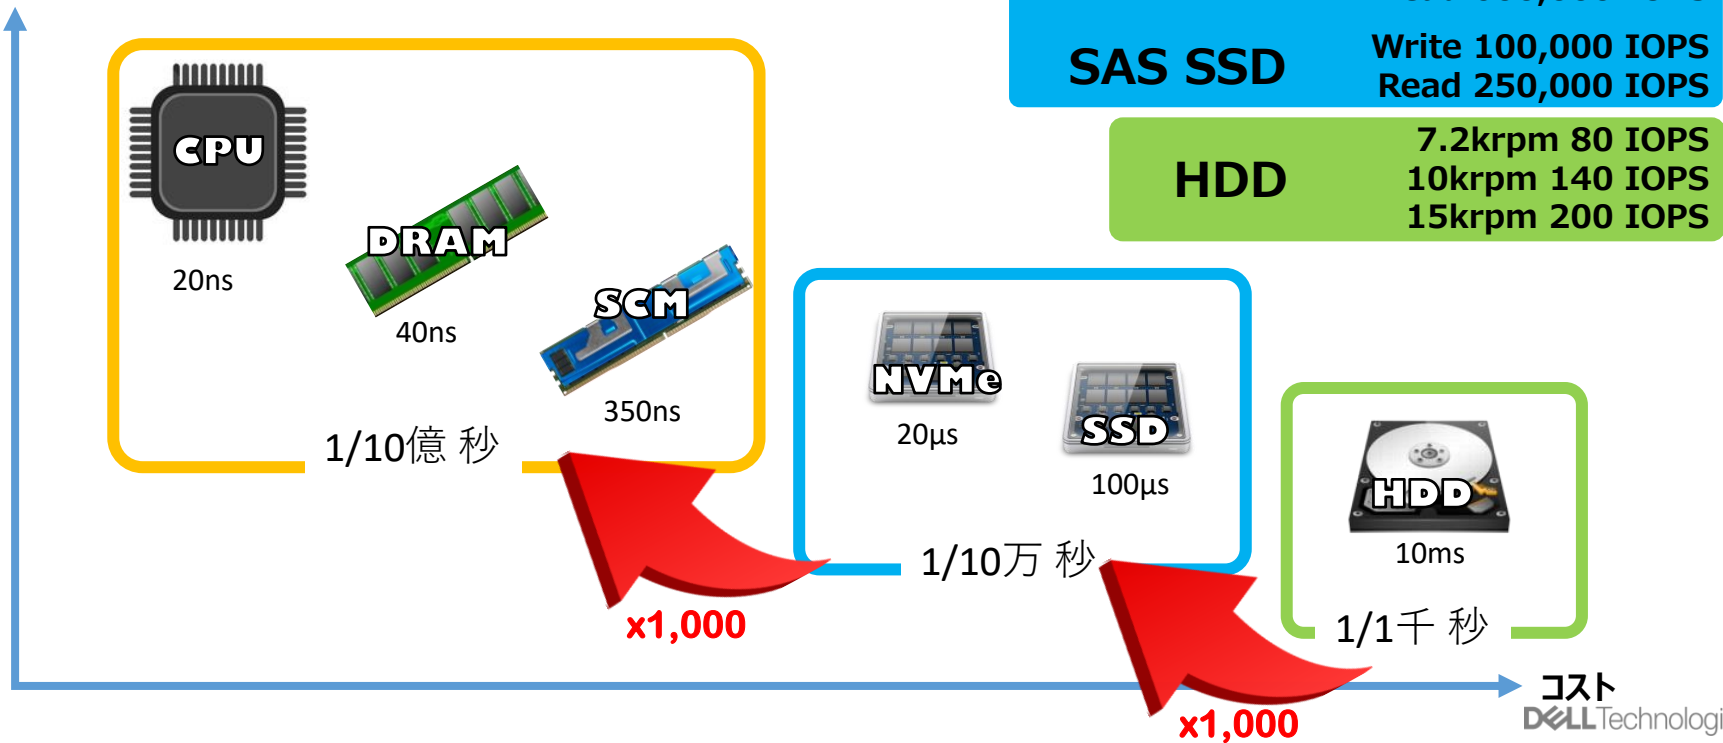 SAS SSD
Write 100,000 IOPS
Read 250,000 IOPS
HDD
7.2krpm 80 IOPS
10krpm 140 IOPS
15krpm 200 IOPS
CPU
20ns
DRAM
40ns
SCM
350ns
1/10億 秒
NVMe
20μs
SSD
100μs
1/10万 秒
HDD
10ms
1/1千 秒
x1,000
x1,000
コスト
DELL Technologi